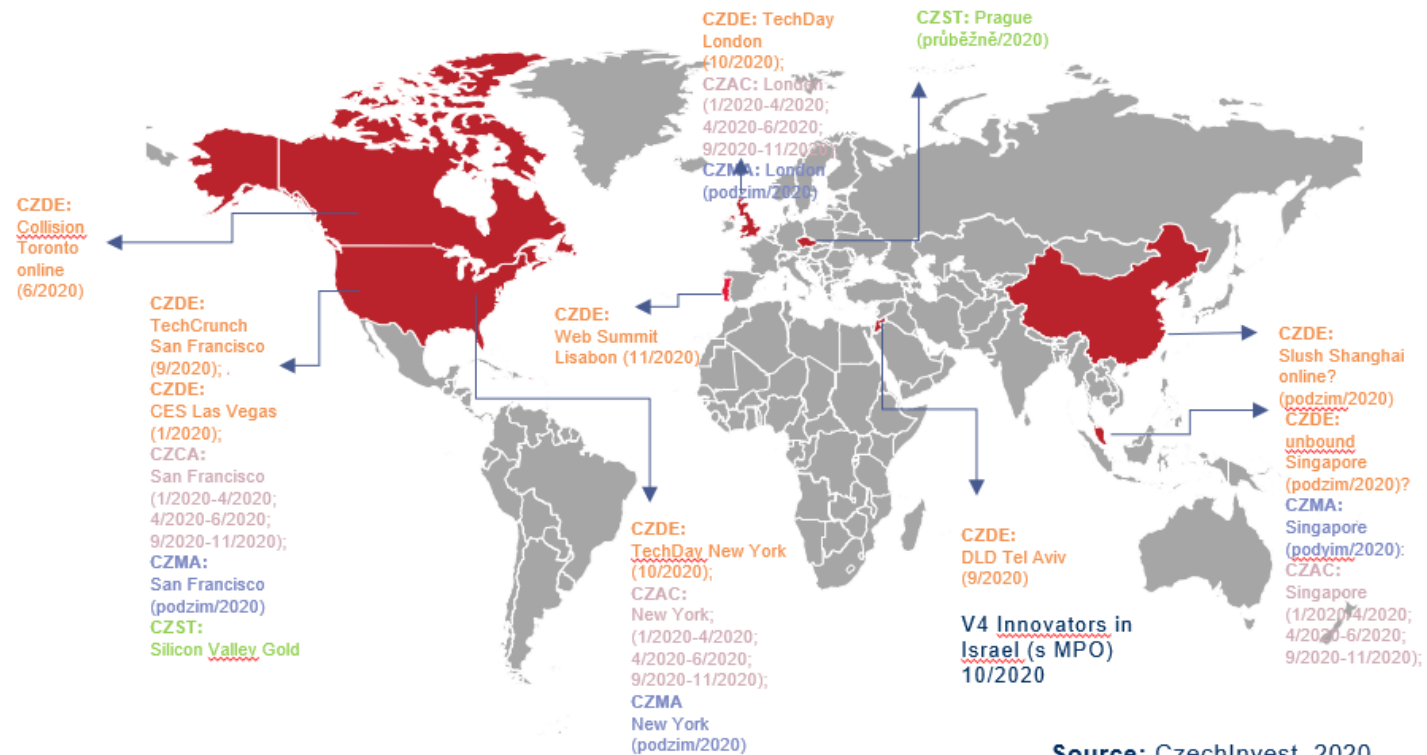 CZDE: TechDay
London
(10/2020);
CZAC: London
(1/2020-4/2020;
4/2020-6/2020;
9/2020-11/2020);
CZMA: London
(podzim/2020)
CZST: Prague
(průběžně/2020)
CZDE:
Collision
Toronto
online
(6/2020)
CZDE:
TechCrunch
San Francisco
(9/2020); .
CZDE:
CES Las Vegas
(1/2020);
CZCA:
San Francisco
(1/2020-4/2020;
4/2020-6/2020;
9/2020-11/2020);
CZMA:
San Francisco
(podzim/2020)
CZST:
Silicon Valley Gold
CZDE:
Web Summit
Lisabon (11/2020)
CZDE:
TechDay New York
(10/2020);
CZAC:
New York;
(1/2020-4/2020;
4/2020-6/2020;
9/2020-11/2020);
CZMA
New York
(podzim/2020)
CZDE:
DLD Tel Aviv
(9/2020)
V4 Innovators in
Israel (s MPO)
10/2020
CZDE:
Slush Shanghai
online?
(podzim/2020)
CZDE:
unbound
Singapore
(podzim/2020)?
CZMA:
Singapore
(podyim/2020):
CZAC:
Singapore
(1/2020-4/2020;
4/2020-6/2020;
9/2020-11/2020);
Source: CzechInvest, 2020